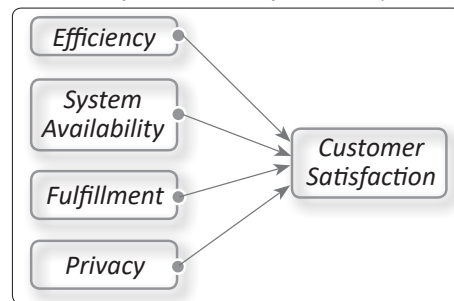 Efficiency
System
Availability
Fulfillment
Privacy
Customer
Satisfaction